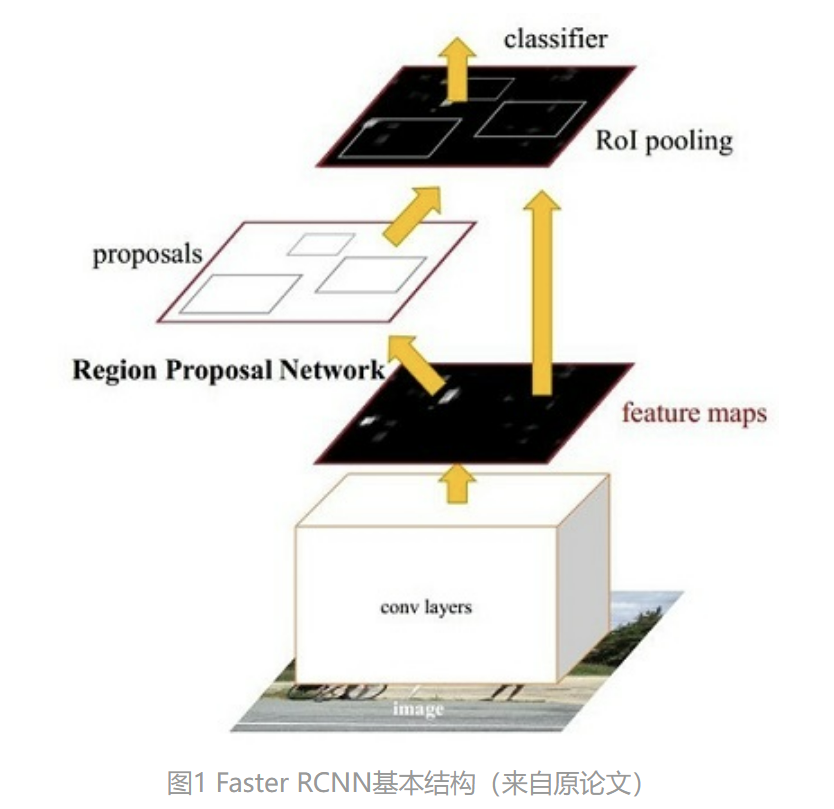 classifier
RoI pooling
proposals
Region Proposal Network
feature maps
conv layers
image
图1 Faster RCNN基本结构（来自原论文）